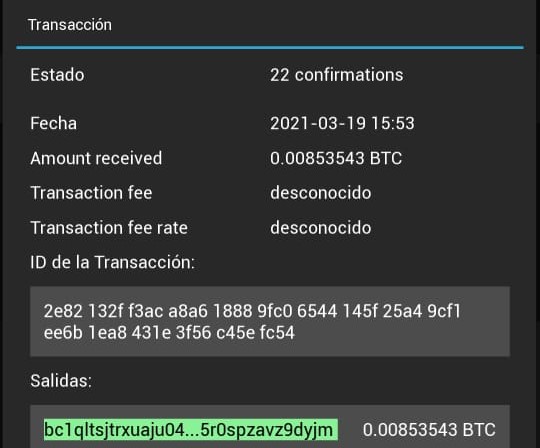 Transacción
Estado 22 confirmations
Fecha 2021-03-19 15:53
Amount received 0.00853543 BTC
Transaction fee desconocido
Transaction fee rate desconocido
ID de la Transacción:
2e82 132f f3ac a8a6 1888 9fc0 6544 145f 25a4 9cf1
ee6b 1ea8 431e 3f56 c45e fc54
Salidas:
bc1qltsjtrxuaju04...5r0spzavz9dyjm 0.00853543 BTC